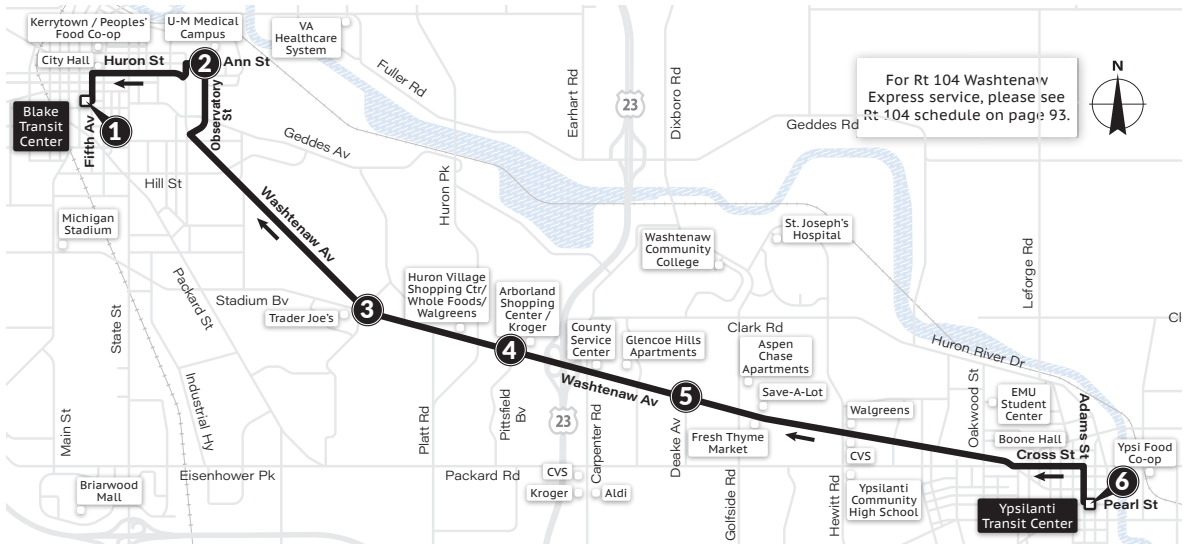 Kerrytown / Peoples'
Food Co-op
U-M Medical
Campus
VA
Healthcare
System
City Hall
Huron St
2
Ann St
Fuller Rd
Earhart Rd
23
Dixboro Rd
For Rt 104 Washtenaw
Express service, please see
Rt 104 schedule on page 93.
N
Geddes Rd
Blake
Transit
Center
1
Fifth Av
Observatory
St
Geddes Av
Hill St
Washtenaw Av
Huron Pk
Michigan
Stadium
Washtenaw
Community
College
St. Joseph's
Hospital
Leforge Rd
State St
Packard St
Stadium Bv
Trader Joe's
3
Huron Village
Shopping Ctr/
Whole Foods/
Walgreens
Arborland
Shopping
Center /
Kroger
4
County
Service
Center
Glencoe Hills
Apartments
Clark Rd
Cl
Aspen
Chase
Apartments
Huron River Dr
Washtenaw Av
5
Save-A-Lot
Walgreens
Oakwood St
EMU
Student
Center
Adams St
Main St
Industrial Hy
Platt Rd
Pittsfield
Bv
23
Carpenter Rd
Deake Av
Fresh Thyme
Market
CVS
Boone Hall
Cross St
Ypsi Food
Co-op
Briarwood
Mall
Eisenhower Pk
Packard Rd
CVS
Kroger
Aldi
Golfside Rd
Hewitt Rd
Ypsilanti
Community
High School
Ypsilanti
Transit Center
6
Pearl St